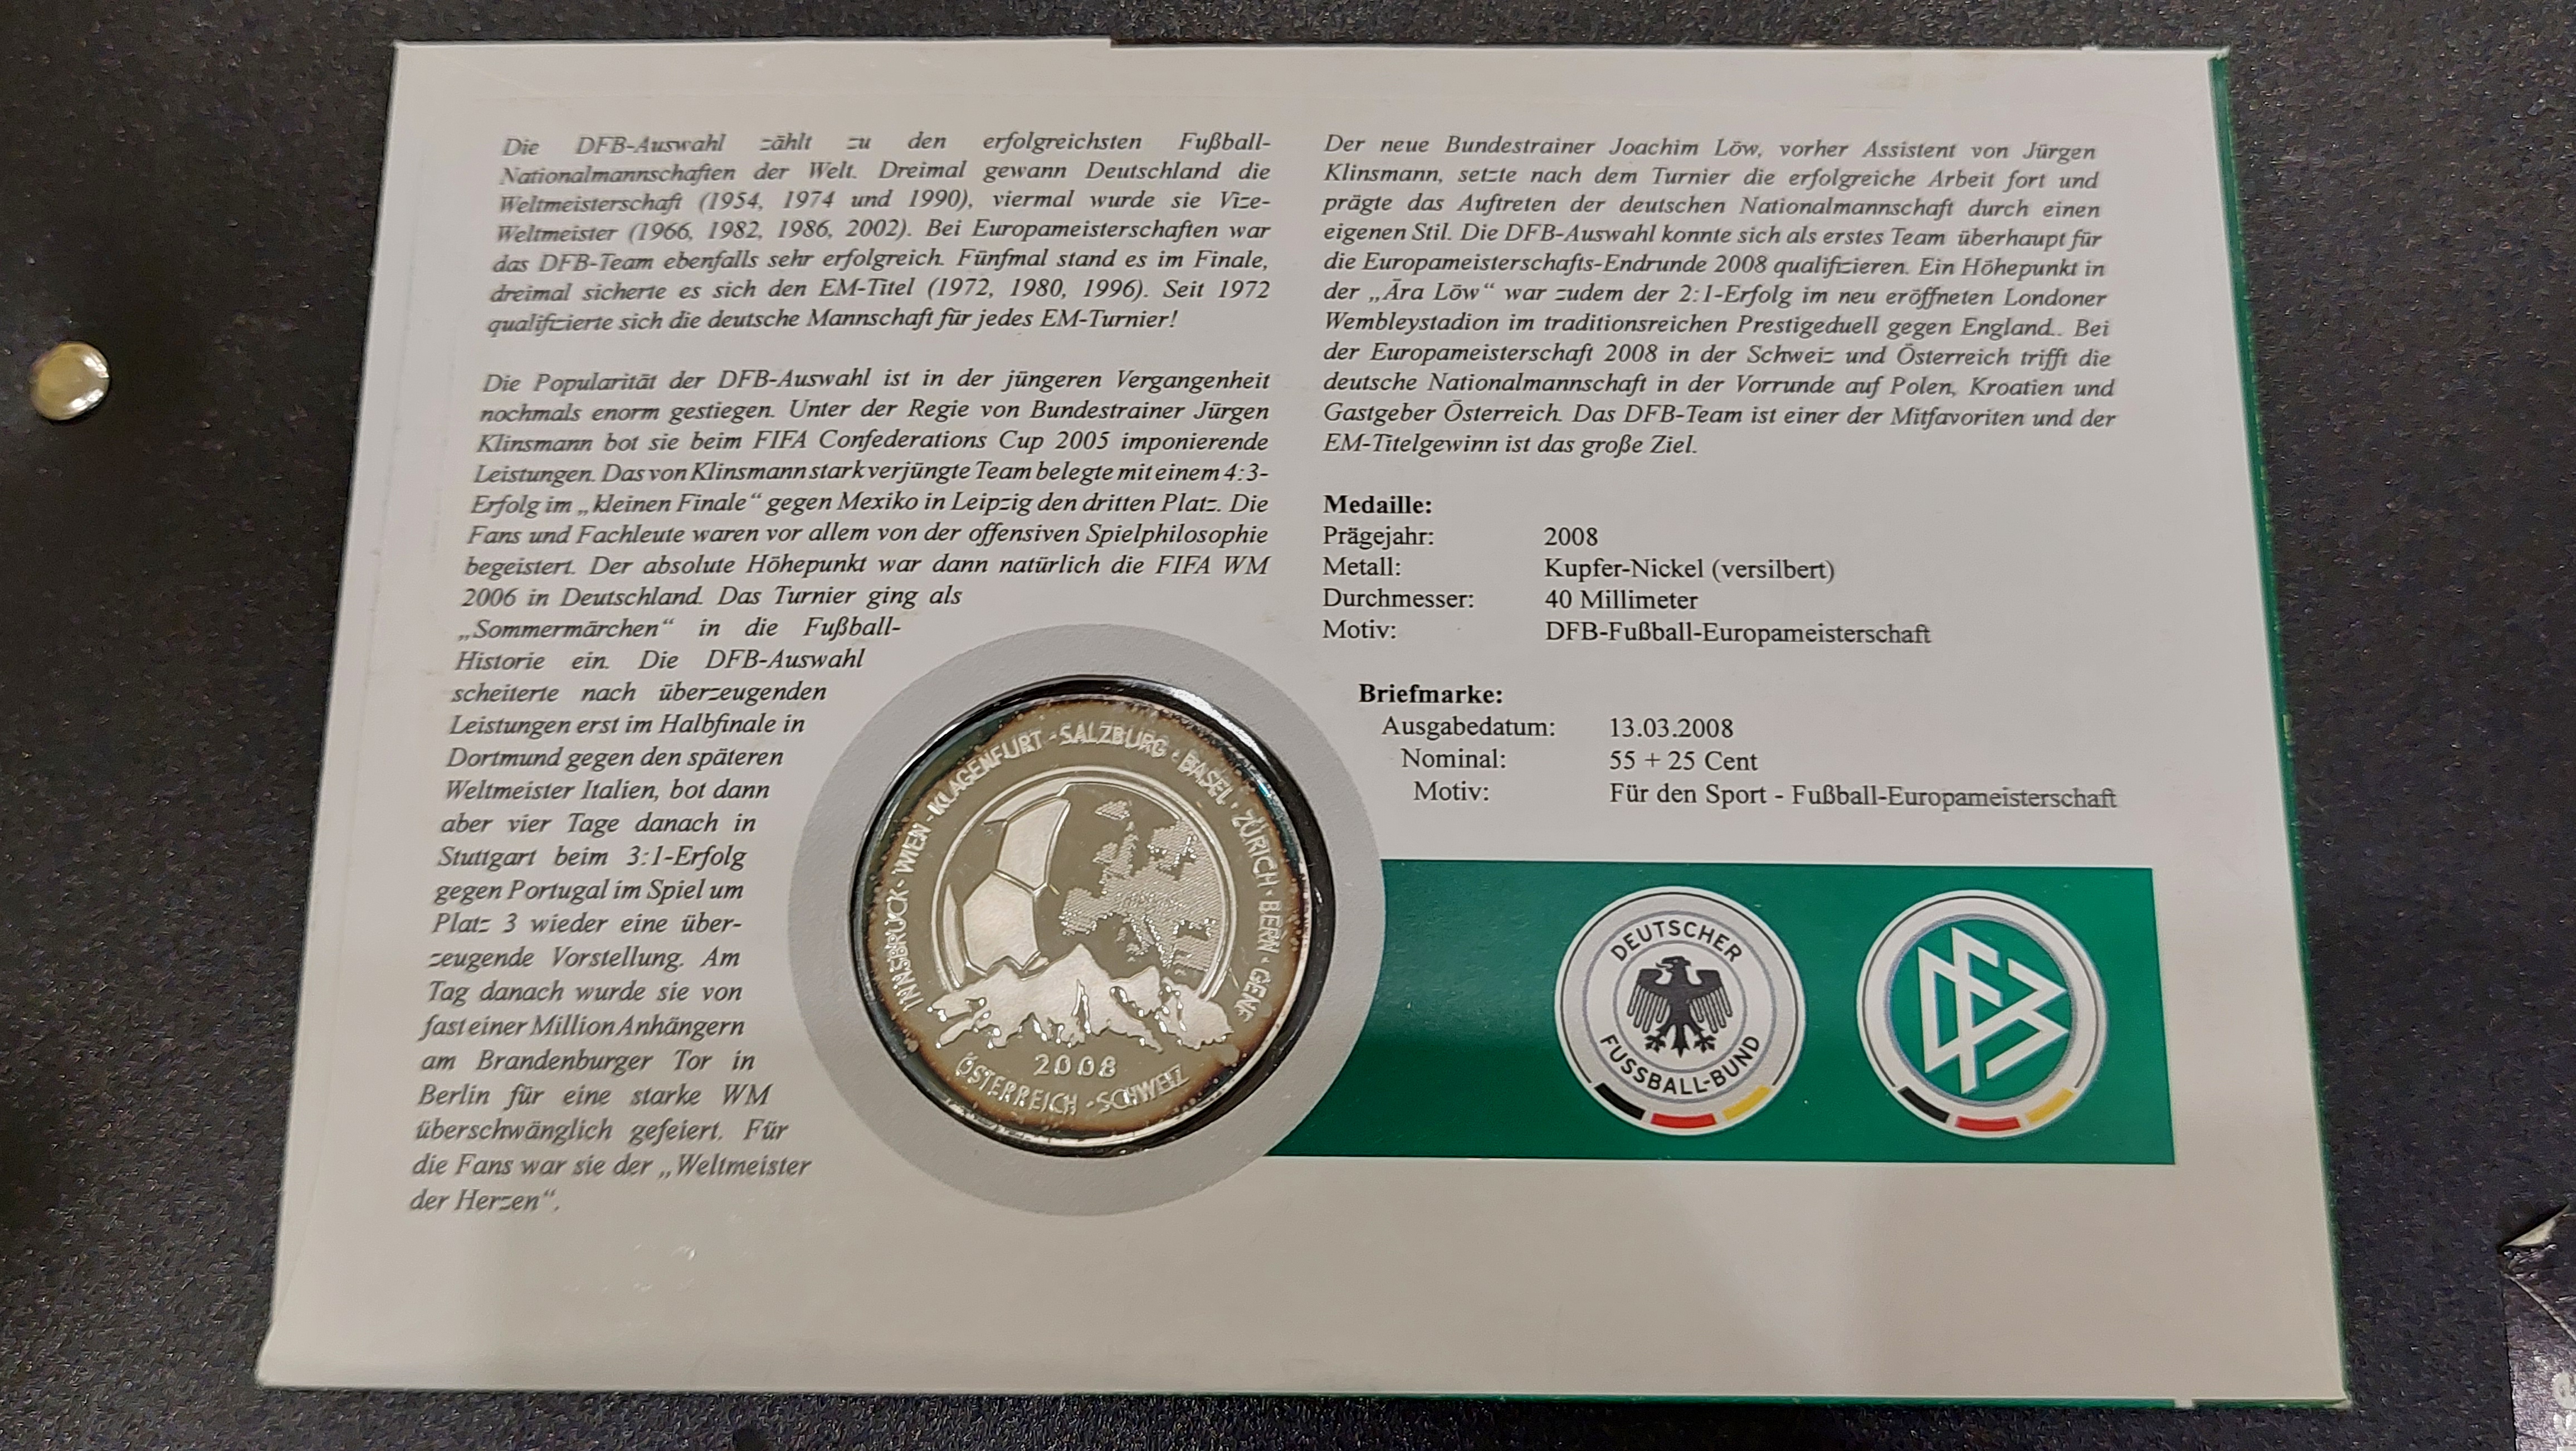 Die DFB-Auswahl zählt zu den erfolgreichsten Fußball-
Nationalmannschaften der Welt. Dreimal gewann Deutschland die
Weltmeisterschaft (1954, 1974 und 1990), viermal wurde sie Vize-
Weltmeister (1966, 1982, 1986, 2002). Bei Europameisterschaften war
das DFB-Team ebenfalls sehr erfolgreich. Fünfmal stand es im Finale,
dreimal sicherte es sich den EM-Titel (1972, 1980, 1996). Seit 1972
qualifizierte sich die deutsche Mannschaft für jedes EM-Turnier!
Die Popularität der DFB-Auswahl ist in der jüngeren Vergangenheit
nochmals enorm gestiegen. Unter der Regie von Bundestrainer Jürgen
Klinsmann bot sie beim FIFA Confederations Cup 2005 imponierende
Leistungen. Das von Klinsmann stark verjüngte Team belegte mit einem 4:3-
Erfolg im „kleinen Finale“ gegen Mexiko in Leipzig den dritten Platz. Die
Fans und Fachleute waren vor allem von der offensiven Spielphilosophie
begeistert. Der absolute Höhepunkt war dann natürlich die FIFA WM
2006 in Deutschland. Das Turnier ging als
„Sommermärchen“ in die Fußball-
Historie ein. Die DFB-Auswahl
scheiterte nach überzeugenden
Leistungen erst im Halbfinale in
Dortmund gegen den späteren
Weltmeister Italien, bot dann
aber vier Tage danach in
Stuttgart beim 3:1-Erfolg
gegen Portugal im Spiel um
Platz 3 wieder eine über-
zeugende Vorstellung. Am
Tag danach wurde sie von
fast einer Million Anhängern
am Brandenburger Tor in
Berlin für eine starke WM
überschwänglich gefeiert. Für
die Fans war sie der „Weltmeister
der Herzen“.
Der neue Bundestrainer Joachim Löw, vorher Assistent von Jürgen
Klinsmann, setzte nach dem Turnier die erfolgreiche Arbeit fort und
prägte das Auftreten der deutschen Nationalmannschaft durch einen
eigenen Stil. Die DFB-Auswahl konnte sich als erstes Team überhaupt für
die Europameisterschafts-Endrunde 2008 qualifizieren. Ein Höhepunkt in
der „Ära Löw“ war zudem der 2:1-Erfolg im neu eröffneten Londoner
Wembleystadion im traditionsreichen Prestigeduell gegen England.. Bei
der Europameisterschaft 2008 in der Schweiz und Österreich trifft die
deutsche Nationalmannschaft in der Vorrunde auf Polen, Kroatien und
Gastgeber Österreich. Das DFB-Team ist einer der Mitfavoriten und der
EM-Titelgewinn ist das große Ziel.
Medaille:
Prägejahr: 2008
Metall: Kupfer-Nickel (versilbert)
Durchmesser: 40 Millimeter
Motiv: DFB-Fußball-Europameisterschaft
Briefmarke:
Ausgabedatum: 13.03.2008
Nominal: 55 + 25 Cent
Motiv: Für den Sport - Fußball-Europameisterschaft
INNSBRUCK · WIEN · KLAGENFURT · SALZBURG · BASEL · ZÜRICH · BERN · GENF
2008
ÖSTERREICH · SCHWEIZ
DEUTSCHER
FUSSBALL-BUND
DFB